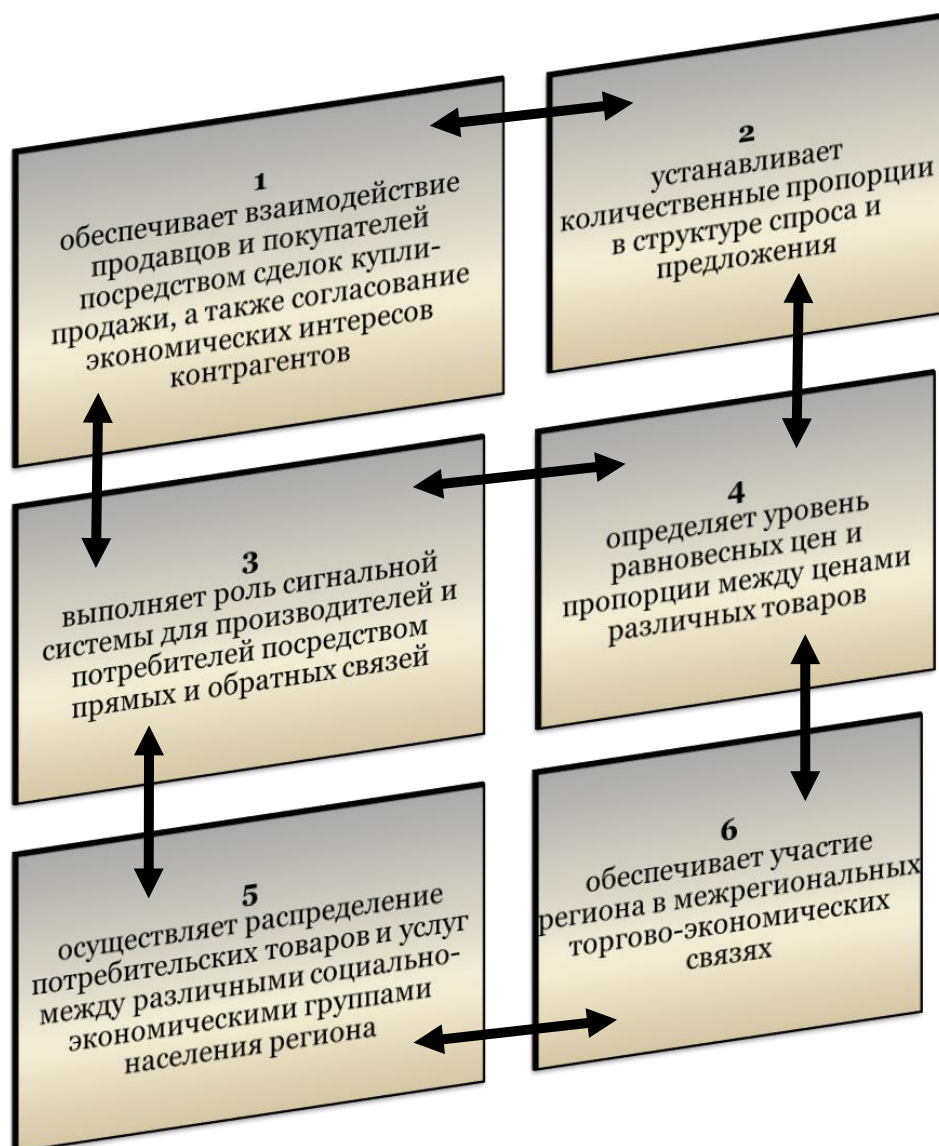 1
обеспечивает взаимодействие
продавцов и покупателей
посредством сделок купли-
продажи, а также согласование
экономических интересов
контрагентов
2
устанавливает
количественные пропорции
в структуре спроса и
предложения
3
выполняет роль сигнальной
системы для производителей и
потребителей посредством
прямых и обратных связей
4
определяет уровень
равновесных цен и
пропорции между ценами
различных товаров
5
осуществляет распределение
потребительских товаров и услуг
между различными социально-
экономическими группами
населения региона
6
обеспечивает участие
региона в межрегиональных
торгово-экономических
связях